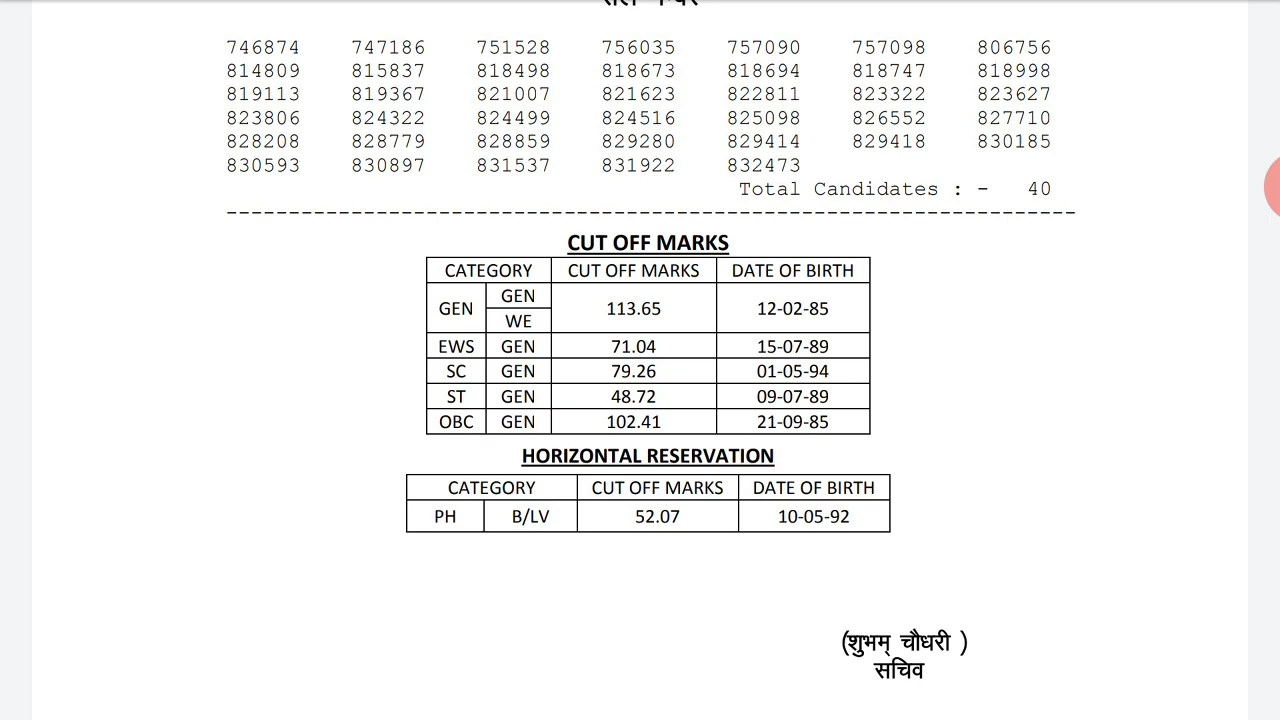 746874 747186 751528 756035 757090 757098 806756
814809 815837 818498 818673 818694 818747 818998
819113 819367 821007 821623 822811 823322 823627
823806 824322 824499 824516 825098 826552 827710
828208 828779 828859 829280 829414 829418 830185
830593 830897 831537 831922 832473
Total Candidates : - 40
--------------------------------------------------------------------
CUT OFF MARKS
CATEGORY CUT OFF MARKS DATE OF BIRTH
GEN GEN 113.65 12-02-85
WE
EWS GEN 71.04 15-07-89
SC GEN 79.26 01-05-94
ST GEN 48.72 09-07-89
OBC GEN 102.41 21-09-85
HORIZONTAL RESERVATION
CATEGORY CUT OFF MARKS DATE OF BIRTH
PH B/LV 52.07 10-05-92
(शुभम् चौधरी )
सचिव